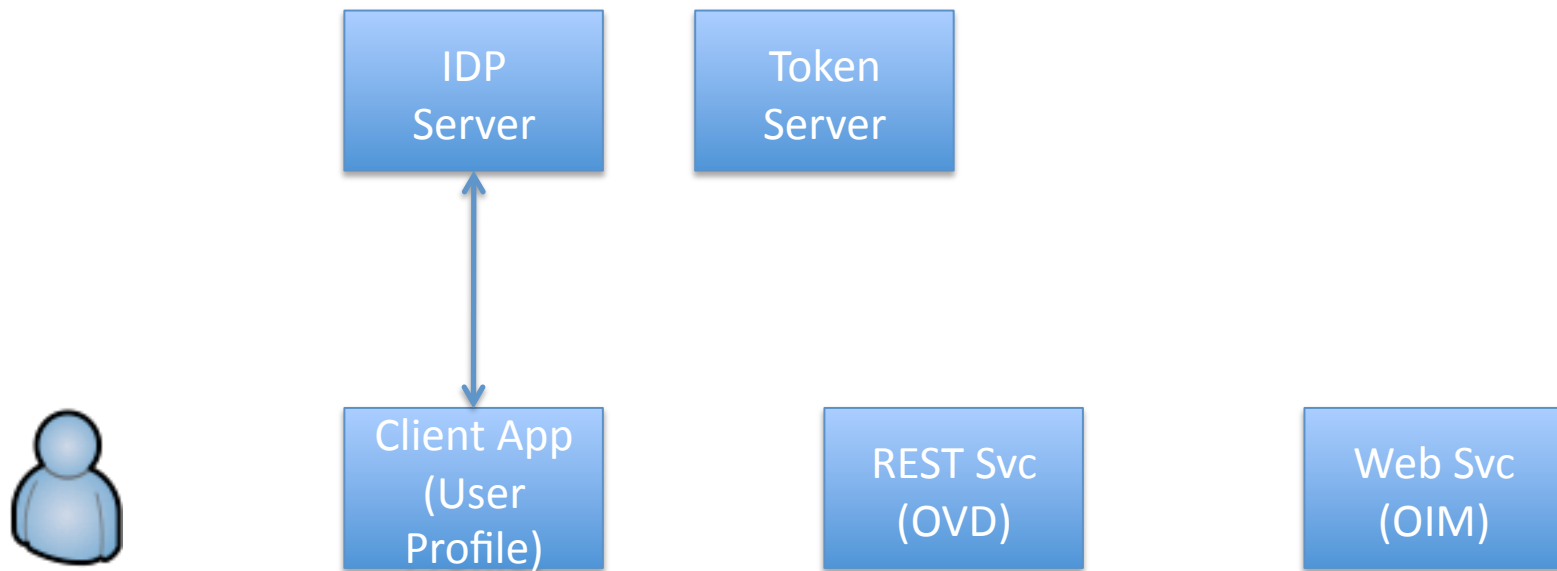 IDP
Server
Token
Server
Client App
(User
Profile)
REST Svc
(OVD)
Web Svc
(OIM)